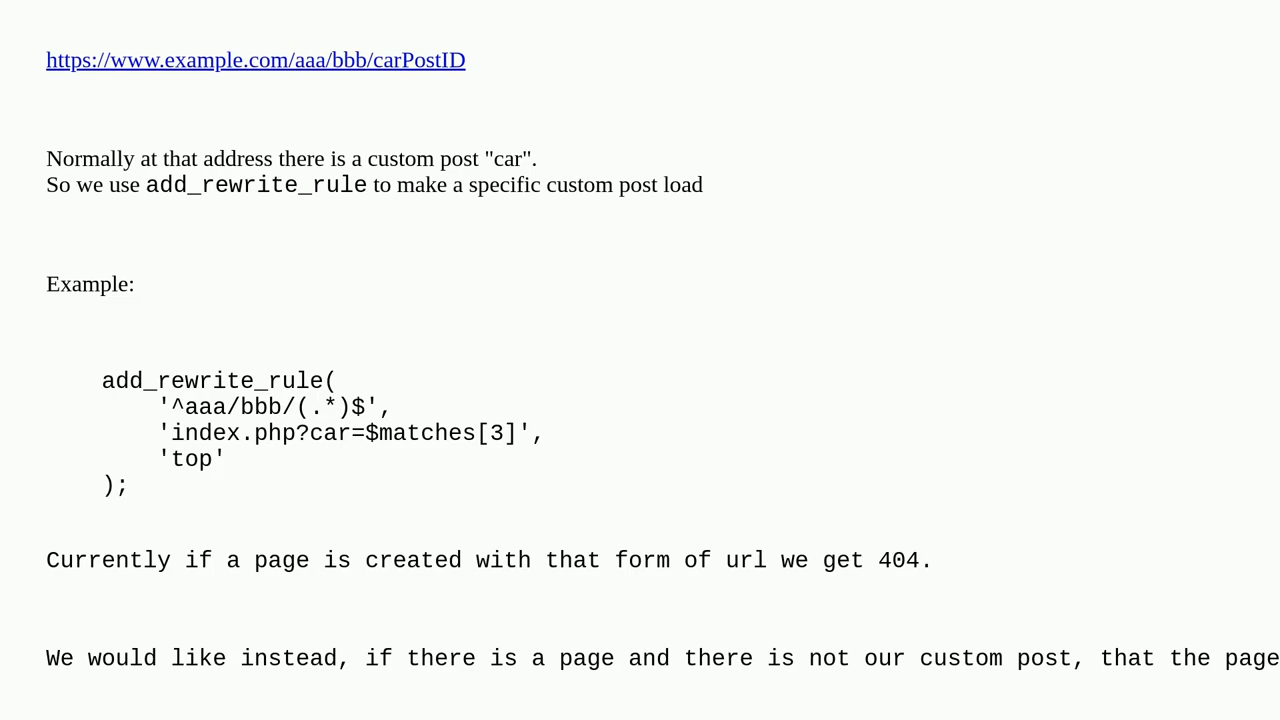 https://www.example.com/aaa/bbb/carPostID
Normally at that address there is a custom post "car".
So we use add_rewrite_rule to make a specific custom post load
Example:
add_rewrite_rule(
    '^aaa/bbb/(.*)$',
    'index.php?car=$matches[3]',
    'top'
);
Currently if a page is created with that form of url we get 404.
We would like instead, if there is a page and there is not our custom post, that the page